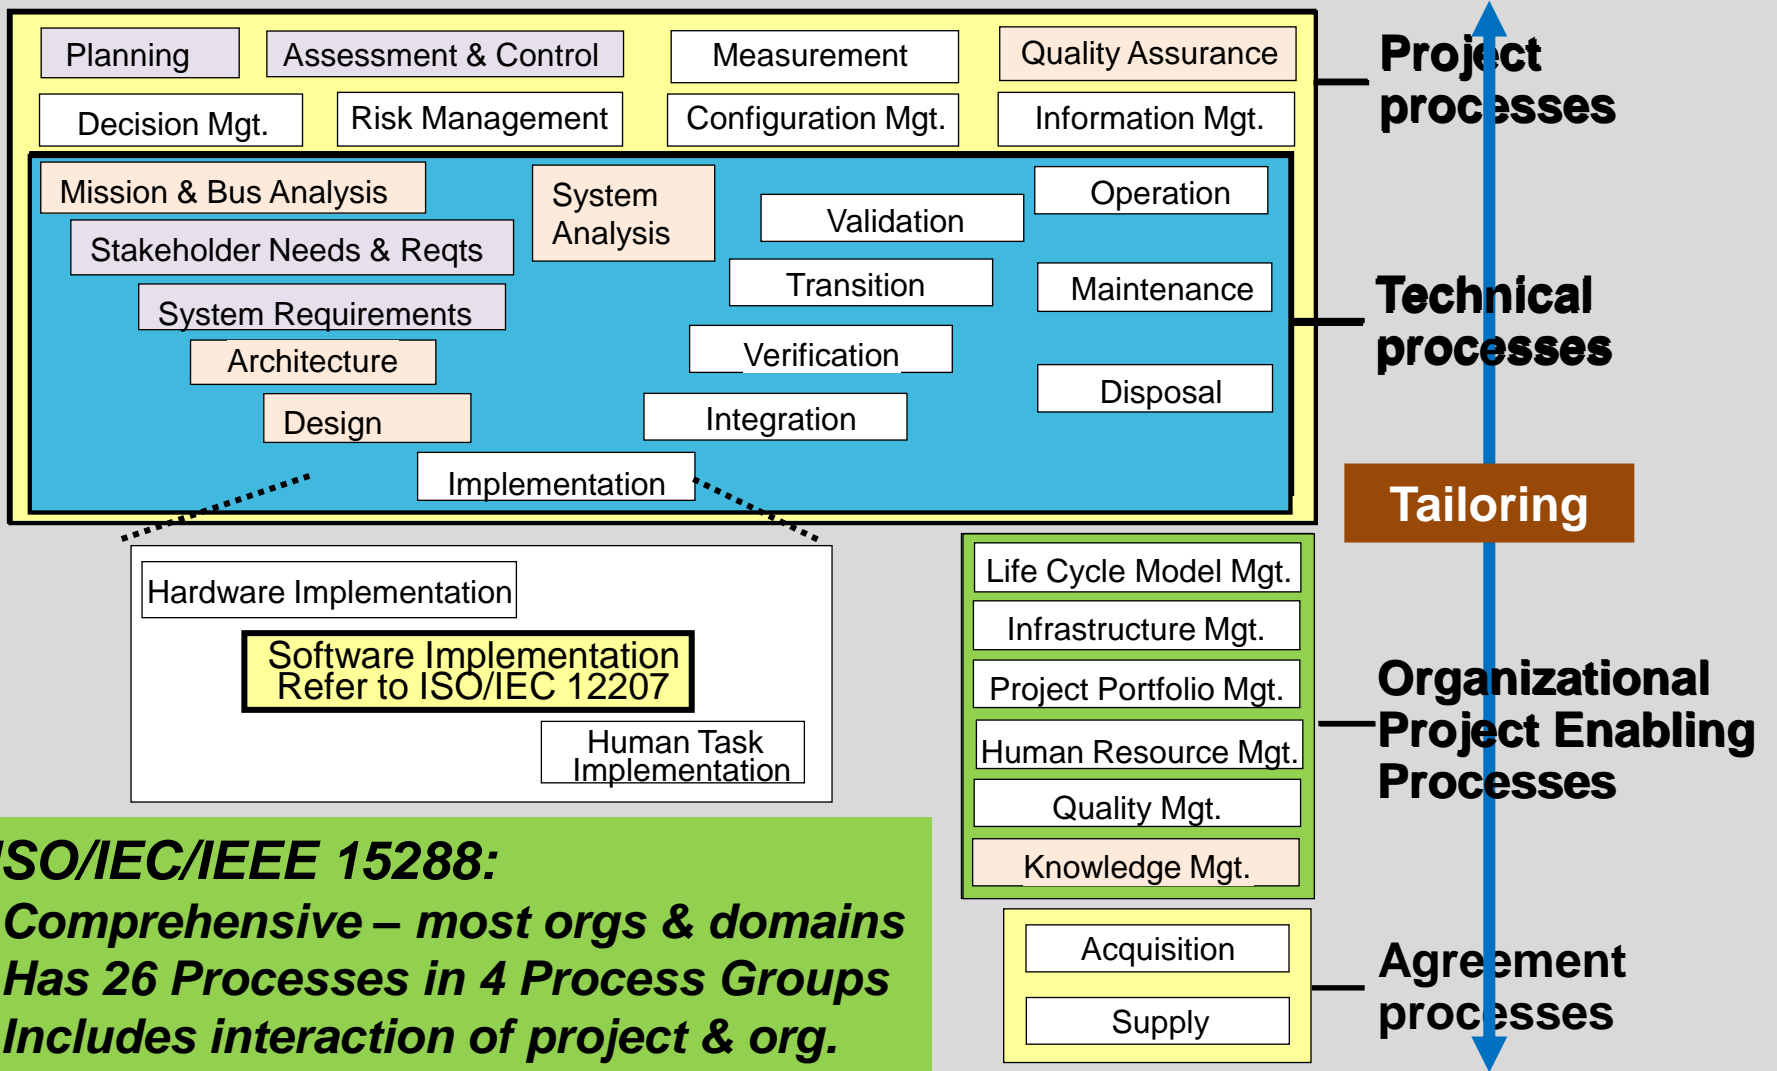 Planning
Assessment & Control
Measurement
Quality Assurance
Decision Mgt.
Risk Management
Configuration Mgt.
Information Mgt.
Project
processes
Mission & Bus Analysis
Stakeholder Needs & Reqts
System Requirements
Architecture
Design
Implementation
System
Analysis
Validation
Transition
Verification
Integration
Operation
Maintenance
Disposal
Technical
processes
Tailoring
Hardware Implementation
Software Implementation
Refer to ISO/IEC 12207
Human Task
Implementation
Life Cycle Model Mgt.
Infrastructure Mgt.
Project Portfolio Mgt.
Human Resource Mgt.
Quality Mgt.
Knowledge Mgt.
Organizational
Project Enabling
Processes
ISO/IEC/IEEE 15288:
Comprehensive – most orgs & domains
Has 26 Processes in 4 Process Groups
Includes interaction of project & org.
Acquisition
Supply
Agreement
processes